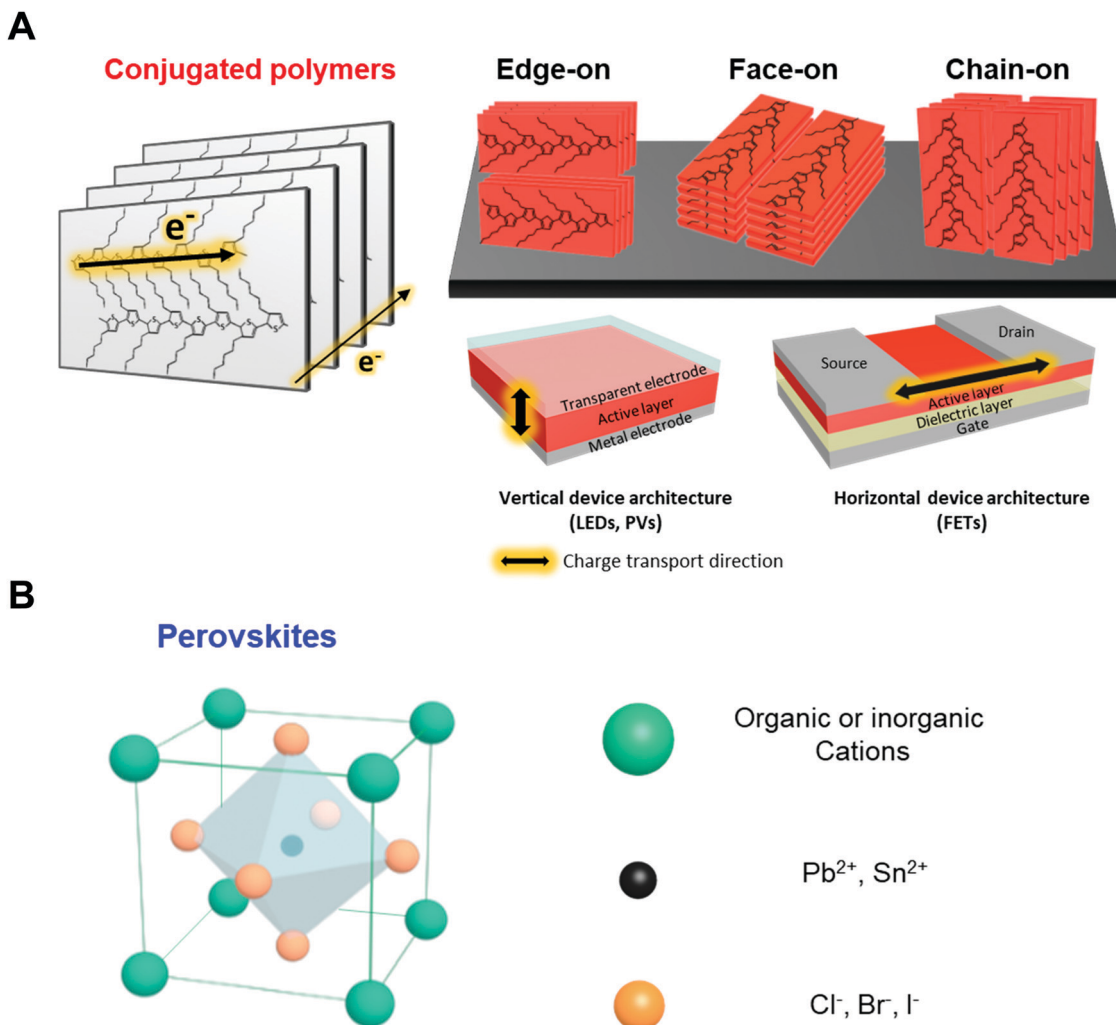 A
Conjugated polymers
Edge-on
Face-on
Chain-on
e-
e-
S
S
S
S
S
S
S
Transparent electrode
Active layer
Metal electrode
Source
Drain
Active layer
Dielectric layer
Gate
Vertical device architecture
(LEDs, PVs)
Horizontal device architecture
(FETs)
Charge transport direction
B
Perovskites
Organic or inorganic
Cations
Pb²⁺, Sn²⁺
Cl⁻, Br⁻, I⁻